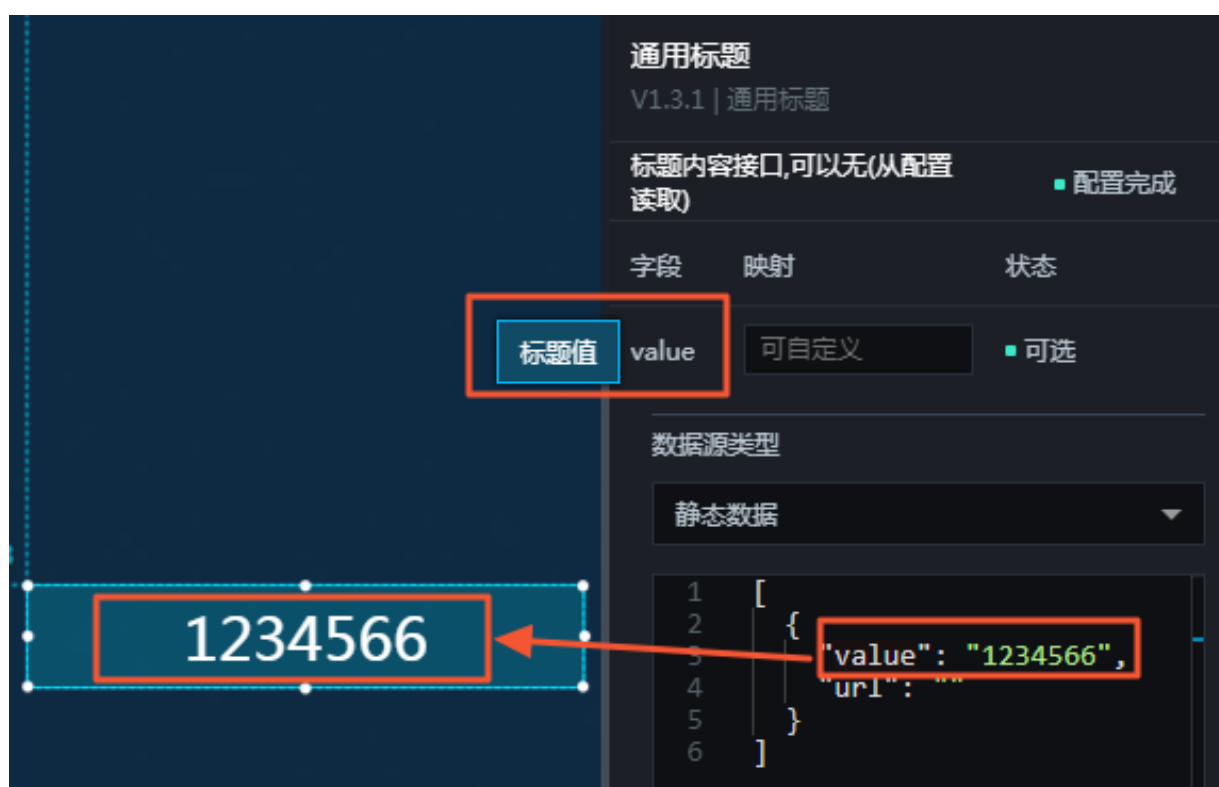 通用标题
V1.3.1 | 通用标题
标题内容接口,可以无(从配置
读取)
配置完成
字段 映射 状态
标题值 value 可自定义 可选
数据源类型
静态数据
1 [
2 {
3 "value": "1234566",
4 "url": ""
5 }
6 ]
1234566